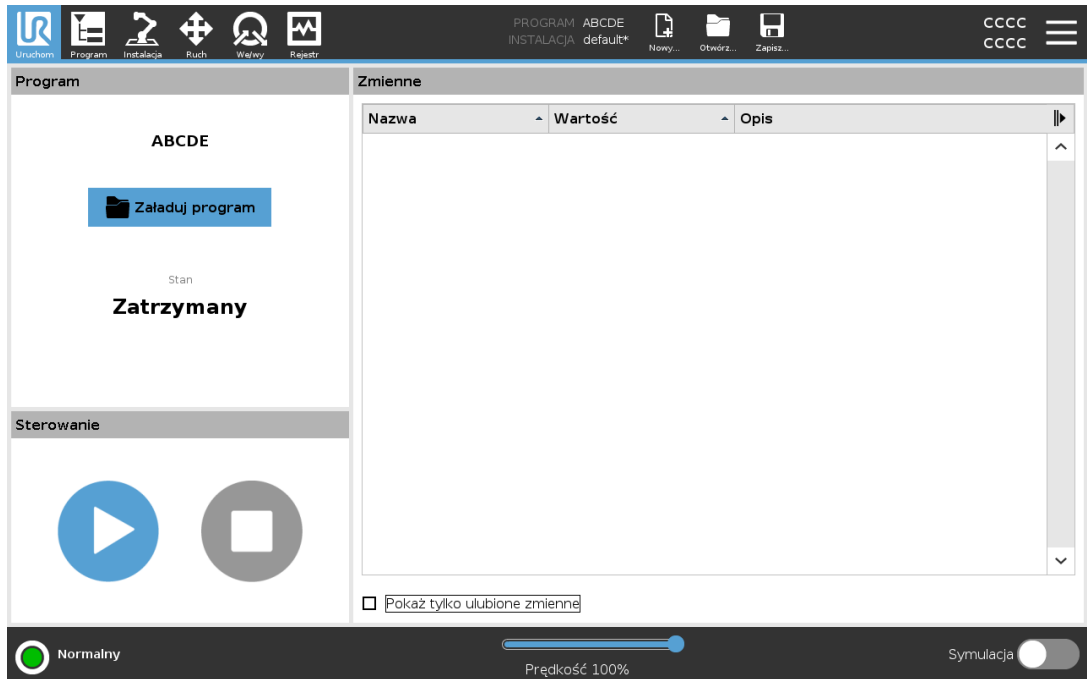 Uruchom
Program
Instalacja
Ruch
We/wy
Rejestr
PROGRAM ABCDE
INSTALACJA default*
Nowy...
Otwórz...
Zapisz...
CCCC
CCCC
Program
ABCDE
Załaduj program
Stan
Zatrzymany
Sterowanie
Zmienne
Nazwa Wartość Opis
Pokaż tylko ulubione zmienne
Normalny
Prędkość 100%
Symulacja